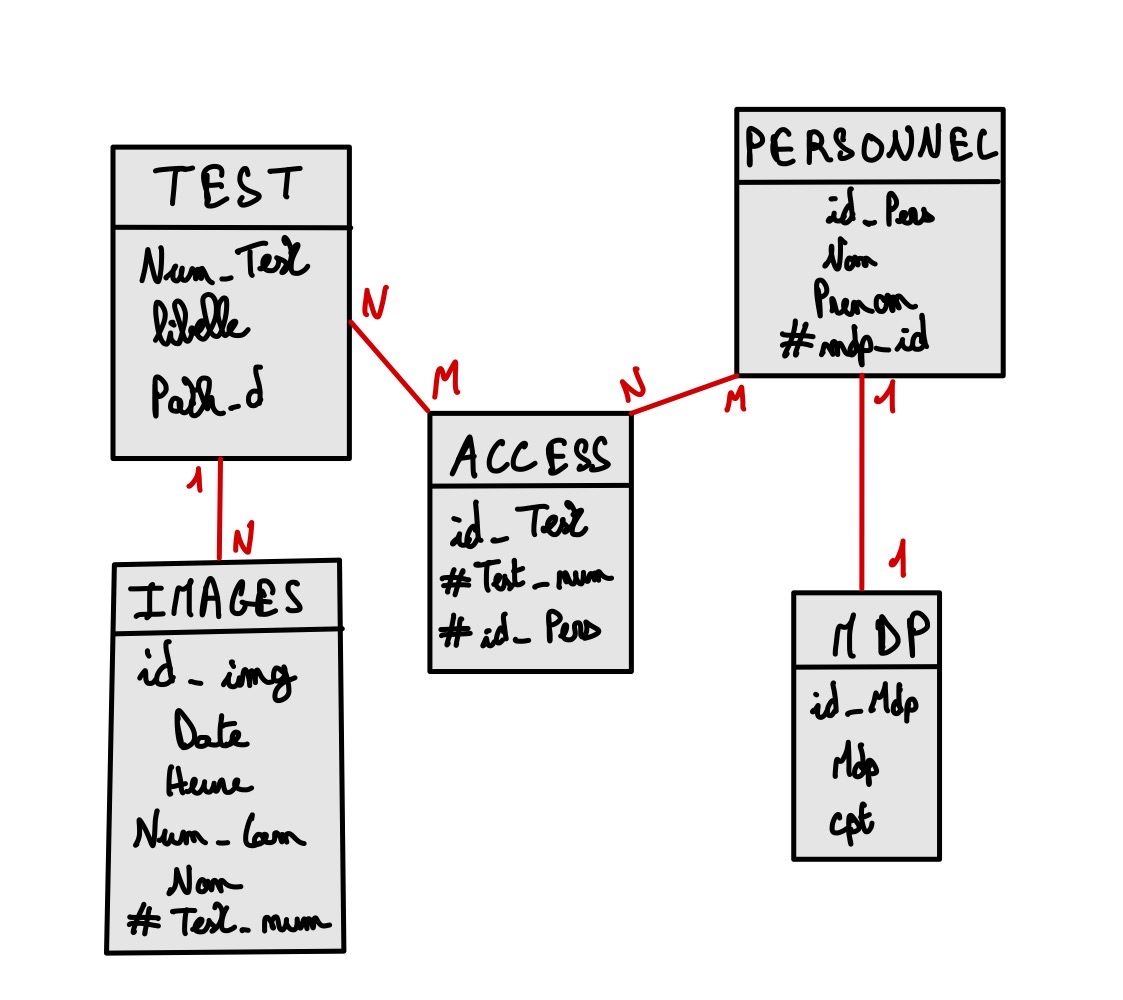 TEST
Num_Test
libelle
Path_d
N
M
1
N
IMAGES
id_img
Date
Heure
Num_Cam
Nom
# Test_num
ACCESS
id_Test
# Test_num
# id_Pers
N
M
PERSONNEL
id_Pers
Nom
Prenom
# mdp_id
1
1
MDP
id_Mdp
Mdp
cpt